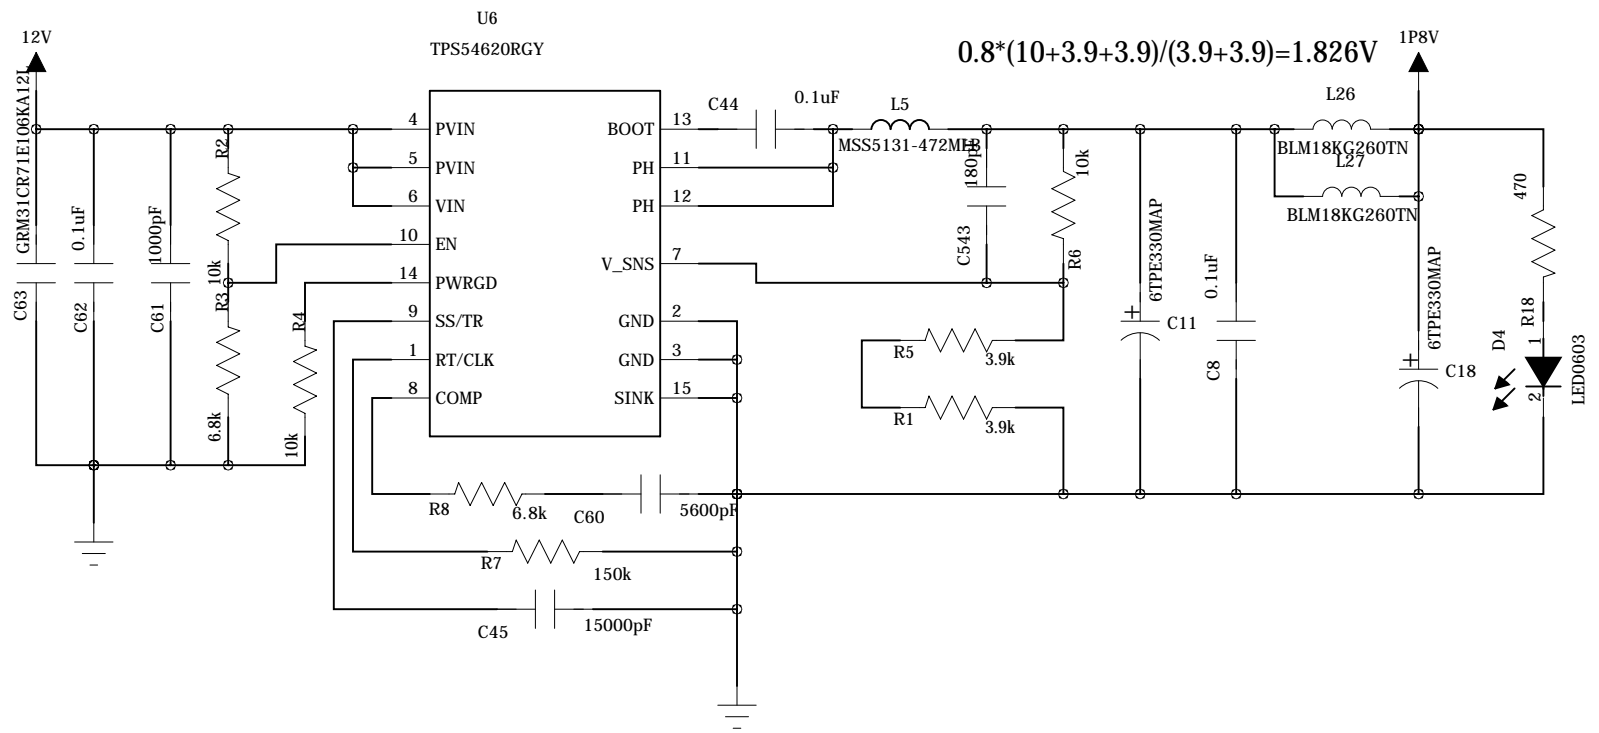 U6
TPS54620RGY
12V
0.8*(10+3.9+3.9)/(3.9+3.9)=1.826V
1P8V
GRM31CR71E106KA12L
C63
0.1uF
C62
1000pF
C61
R2
10k
R3
6.8k
R4
10k
4 PVIN
5 PVIN
6 VIN
10 EN
14 PWRGD
9 SS/TR
1 RT/CLK
8 COMP
BOOT 13
PH 11
PH 12
V_SNS 7
GND 2
GND 3
SINK 15
C44
0.1uF
L5
MSS5131-472MLB
180pF
C543
10k
R6
R5
3.9k
R1
3.9k
6TPE330MAP
C11
0.1uF
C8
L26
BLM18KG260TN
L27
BLM18KG260TN
6TPE330MAP
C18
470
R18
D4
1
2
LED0603
R8
6.8k
C60
5600pF
R7
150k
C45
15000pF